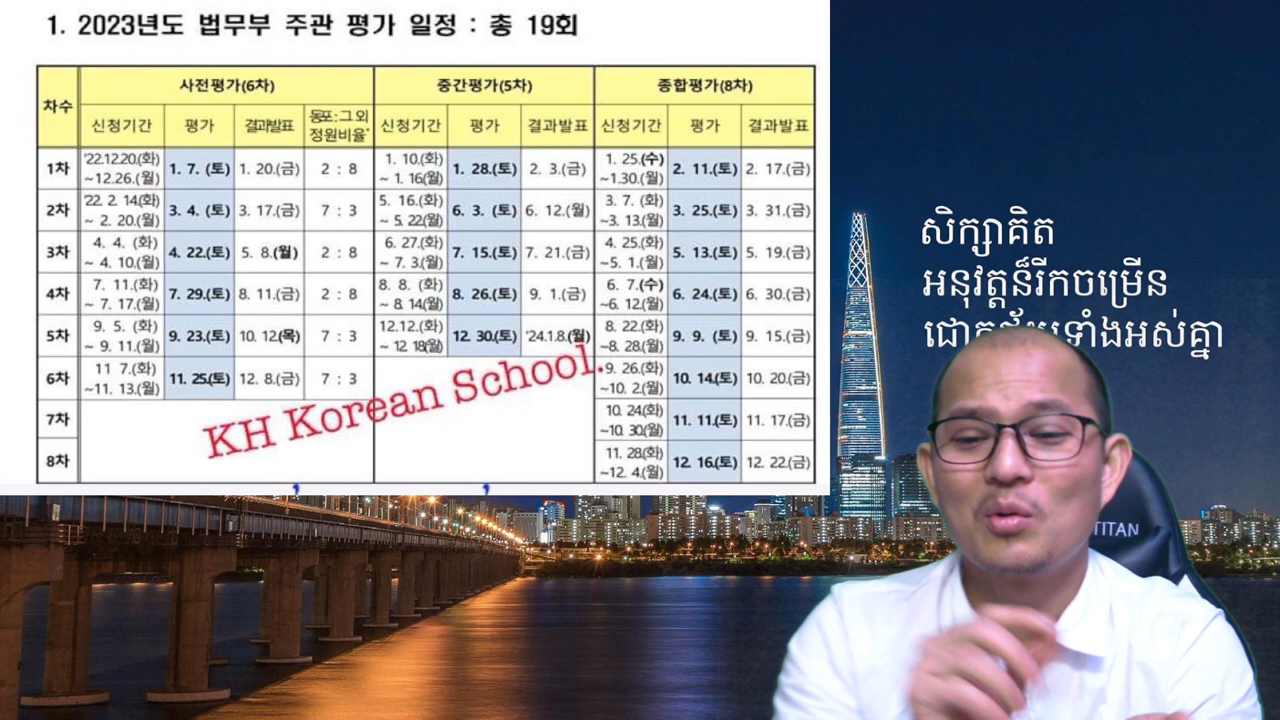 1. 2023년도 법무부 주관 평가 일정 : 총 19회
차수 사전평가(6차) 중간평가(5차) 종합평가(8차)
신청기간 평가 결과발표 동포:그 외 정원비율* 신청기간 평가 결과발표 신청기간 평가 결과발표
1차 '22.12.20.(화) ~12.26.(월) 1. 7. (토) 1. 20.(금) 2 : 8 1. 10.(화) ~ 1. 16(월) 1. 28.(토) 2. 3.(금) 1. 25.(수) ~1.30.(월) 2. 11.(토) 2. 17.(금)
2차 '22. 2. 14.(화) ~ 2. 20.(월) 3. 4. (토) 3. 17.(금) 7 : 3 5. 16.(화) ~ 5. 22(월) 6. 3. (토) 6. 12.(월) 3. 7. (화) ~3. 13.(월) 3. 25.(토) 3. 31.(금)
3차 4. 4. (화) ~ 4. 10.(월) 4. 22.(토) 5. 8.(월) 2 : 8 6. 27.(화) ~ 7. 3.(월) 7. 15.(토) 7. 21.(금) 4. 25.(화) ~5. 1.(월) 5. 13.(토) 5. 19.(금)
4차 7. 11.(화) ~ 7. 17.(월) 7. 29.(토) 8. 11.(금) 2 : 8 8. 8. (화) ~ 8. 14(월) 8. 26.(토) 9. 1.(금) 6. 7.(수) ~6. 12.(월) 6. 24.(토) 6. 30.(금)
5차 9. 5. (화) ~ 9. 11.(월) 9. 23.(토) 10. 12.(목) 7 : 3 12.12.(화) ~ 12. 18(월) 12. 30.(토) '24.1.8.(월) 8. 22(화) ~8. 28.(월) 9. 9. (토) 9. 15.(금)
6차 11 7.(화) ~11. 13.(월) 11. 25.(토) 12. 8.(금) 7 : 3 9. 26(화) ~10. 2.(월) 10. 14.(토) 10. 20.(금)
7차 10. 24(화) ~10. 30.(월) 11. 11.(토) 11. 17.(금)
8차 11. 28(화) ~12. 4.(월) 12. 16.(토) 12. 22.(금)
KH Korean School.
សិក្សាគិត
អនុវត្តន៏រីកចម្រើន
ទាំងអស់គ្នា
TITAN